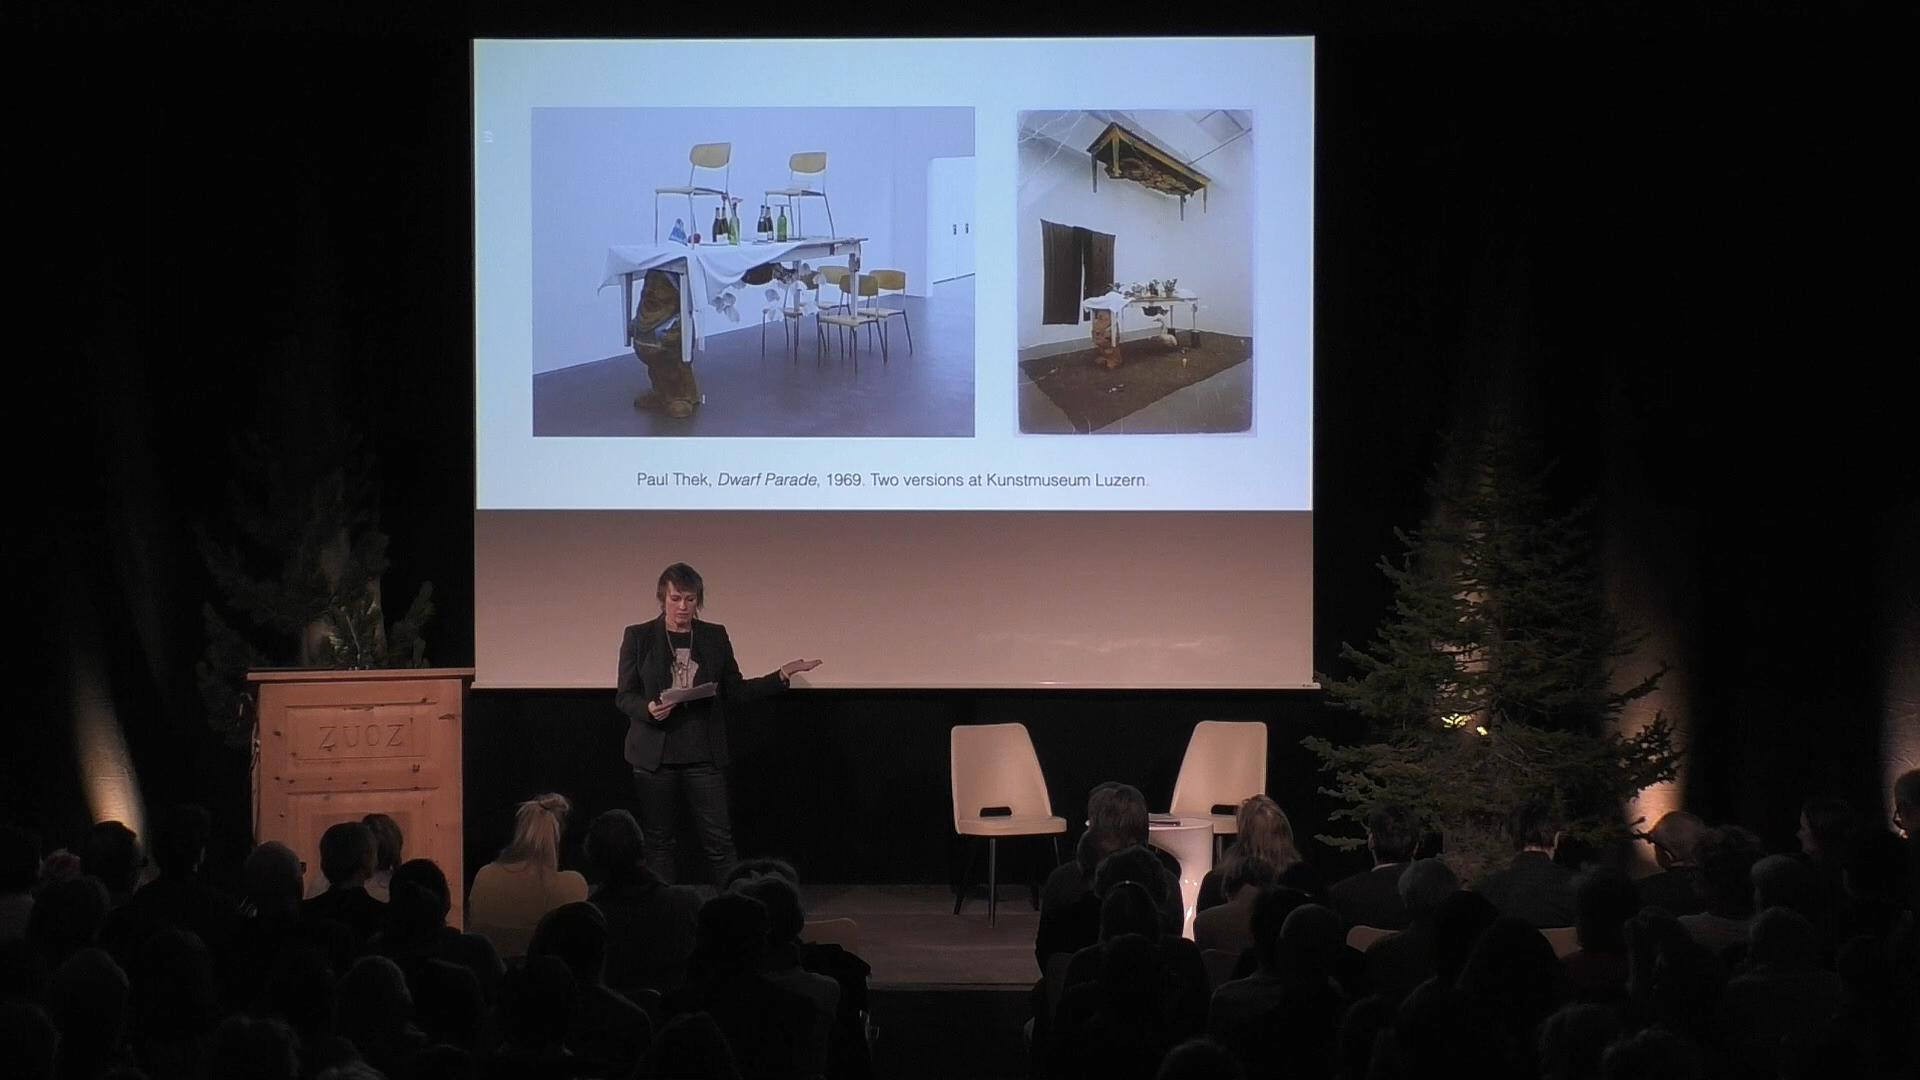 Paul Thek, Dwarf Parade, 1969. Two versions at Kunstmuseum Luzern.
ZUOZ